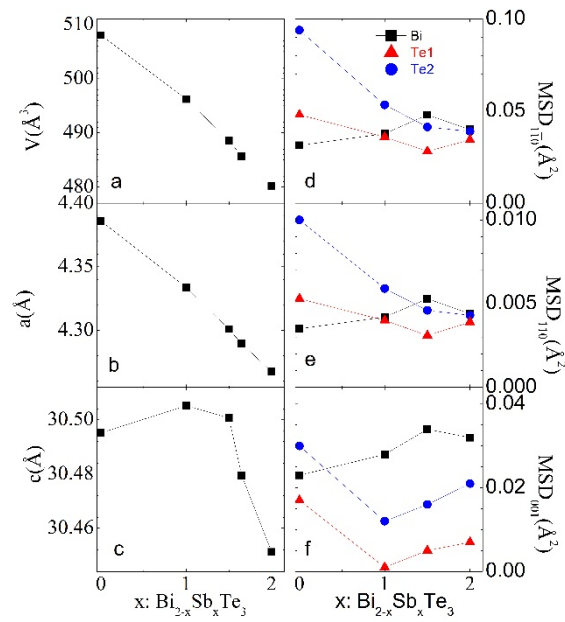 510
500
490
480
V(Å³)
a
0.10
0.05
0.00
MSD₁₁̅₀(Å²)
Bi
Te1
Te2
d
4.40
4.35
4.30
a(Å)
b
0.010
0.005
0.000
MSD₁₁₀(Å²)
e
30.50
30.48
30.46
c(Å)
c
0.04
0.02
0.00
MSD₀₀₁(Å²)
f
0 1 2
0 1 2
x: Bi₂₋ₓSbₓTe₃
x: Bi₂₋ₓSbₓTe₃